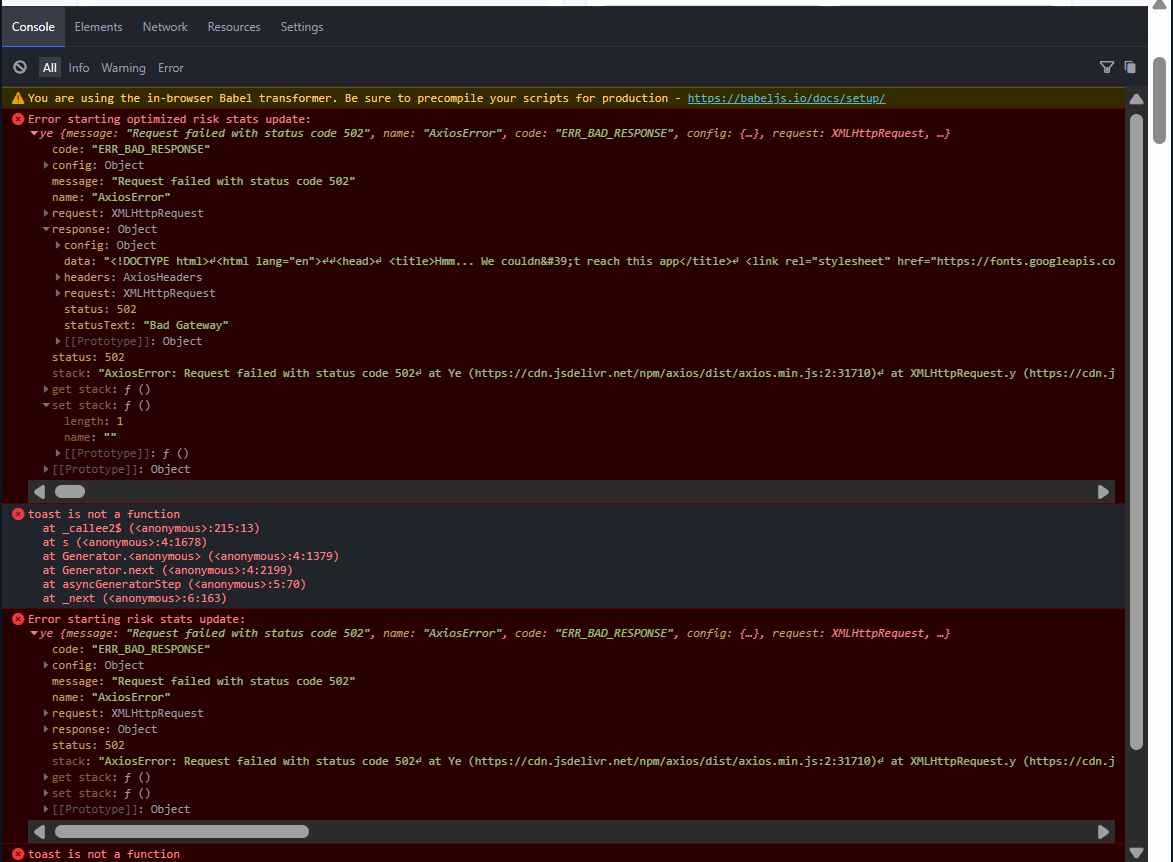 Console Elements Network Resources Settings
All Info Warning Error
You are using the in-browser Babel transformer. Be sure to precompile your scripts for production - https://babeljs.io/docs/setup/
Error starting optimized risk stats update:
ye {message: "Request failed with status code 502", name: "AxiosError", code: "ERR_BAD_RESPONSE", config: {…}, request: XMLHttpRequest, …}
code: "ERR_BAD_RESPONSE"
config: Object
message: "Request failed with status code 502"
name: "AxiosError"
request: XMLHttpRequest
response: Object
config: Object
data: "<!DOCTYPE html>↵<html lang="en">↵↵<head>↵ <title>Hmm... We couldn&#39;t reach this app</title>↵ <link rel="stylesheet" href="https://fonts.googleapis.co
headers: AxiosHeaders
request: XMLHttpRequest
status: 502
statusText: "Bad Gateway"
[[Prototype]]: Object
status: 502
stack: "AxiosError: Request failed with status code 502↵ at Ye (https://cdn.jsdelivr.net/npm/axios/dist/axios.min.js:2:31710)↵ at XMLHttpRequest.y (https://cdn.j
get stack: ƒ ()
set stack: ƒ ()
length: 1
name: ""
[[Prototype]]: ƒ ()
[[Prototype]]: Object
toast is not a function
at _callee2$ (<anonymous>:215:13)
at s (<anonymous>:4:1678)
at Generator.<anonymous> (<anonymous>:4:1379)
at Generator.next (<anonymous>:4:2199)
at asyncGeneratorStep (<anonymous>:5:70)
at _next (<anonymous>:6:163)
Error starting risk stats update:
ye {message: "Request failed with status code 502", name: "AxiosError", code: "ERR_BAD_RESPONSE", config: {…}, request: XMLHttpRequest, …}
code: "ERR_BAD_RESPONSE"
config: Object
message: "Request failed with status code 502"
name: "AxiosError"
request: XMLHttpRequest
response: Object
status: 502
stack: "AxiosError: Request failed with status code 502↵ at Ye (https://cdn.jsdelivr.net/npm/axios/dist/axios.min.js:2:31710)↵ at XMLHttpRequest.y (https://cdn.j
get stack: ƒ ()
set stack: ƒ ()
[[Prototype]]: Object
toast is not a function